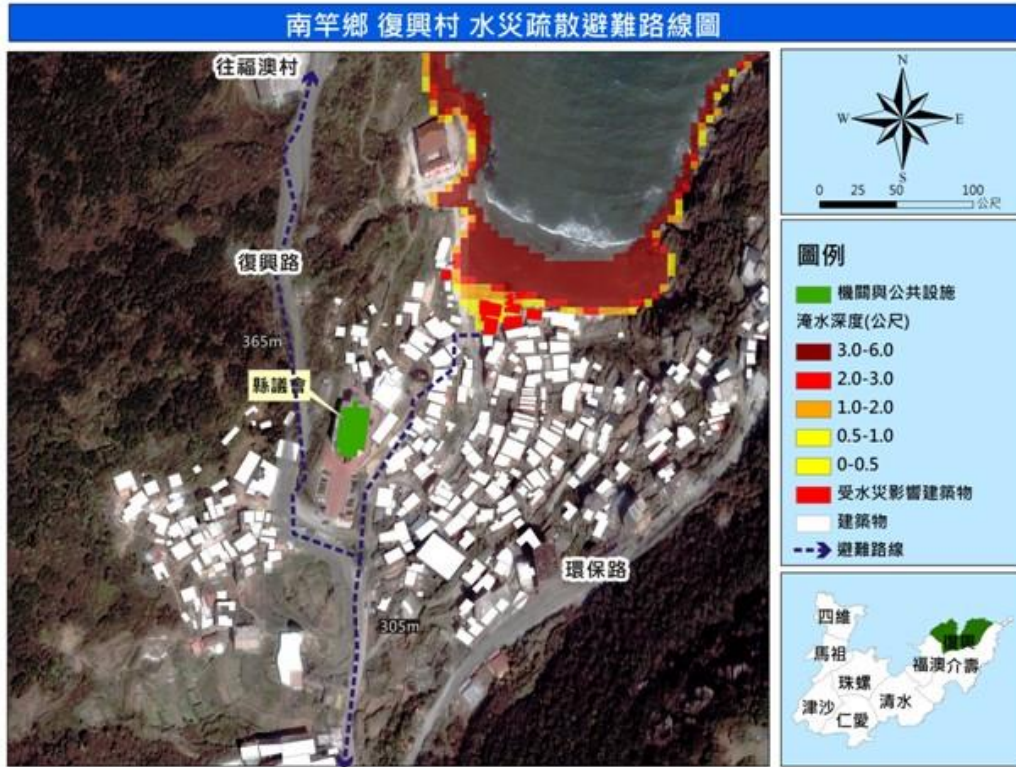 南竿鄉 復興村 水災疏散避難路線圖
往福澳村
復興路
365m
縣議會
環保路
305m
N
W
E
S
0 25 50 100
公尺
圖例
機關與公共設施
淹水深度(公尺)
3.0-6.0
2.0-3.0
1.0-2.0
0.5-1.0
0-0.5
受水災影響建築物
建築物
避難路線
四維
馬祖
珠螺
津沙
仁愛
清水
福澳
介壽